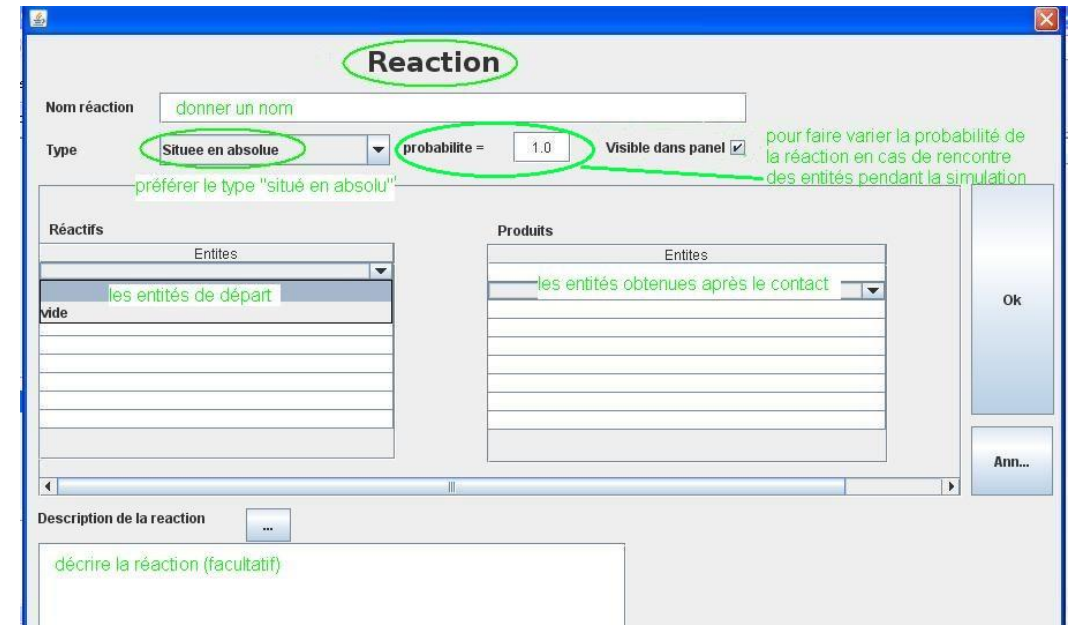 Reaction
Nom réaction
donner un nom
Type
Situee en absolue
probabilite =
1.0
Visible dans panel
pour faire varier la probabilité de
la réaction en cas de rencontre
des entités pendant la simulation
préférer le type "situé en absolu"
Réactifs
Produits
Entites
Entites
les entités de départ
les entités obtenues après le contact
vide
Ok
Ann...
Description de la reaction
...
décrire la réaction (facultatif)